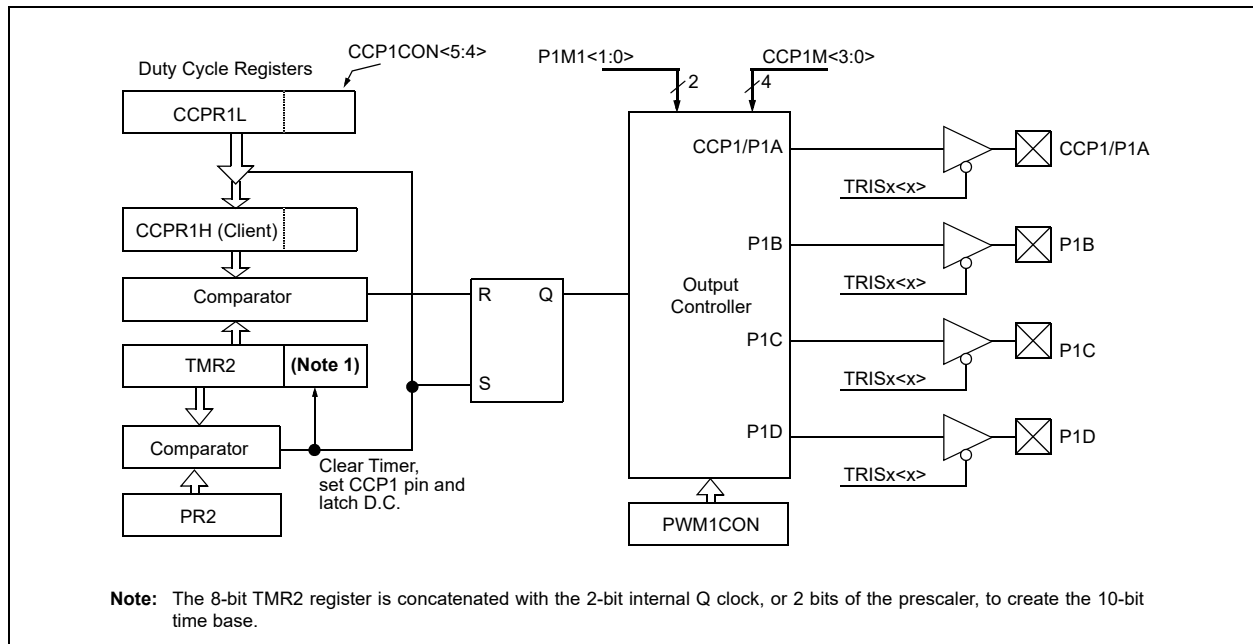 CCP1CON<5:4>
Duty Cycle Registers
CCPR1L
CCPR1H (Client)
Comparator
TMR2
(Note 1)
Comparator
PR2
Clear Timer,
set CCP1 pin and
latch D.C.
R
Q
S
P1M1<1:0>
2
CCP1M<3:0>
4
Output
Controller
CCP1/P1A
P1B
P1C
P1D
PWM1CON
TRISx<x>
CCP1/P1A
TRISx<x>
P1B
TRISx<x>
P1C
TRISx<x>
P1D
Note: The 8-bit TMR2 register is concatenated with the 2-bit internal Q clock, or 2 bits of the prescaler, to create the 10-bit
time base.